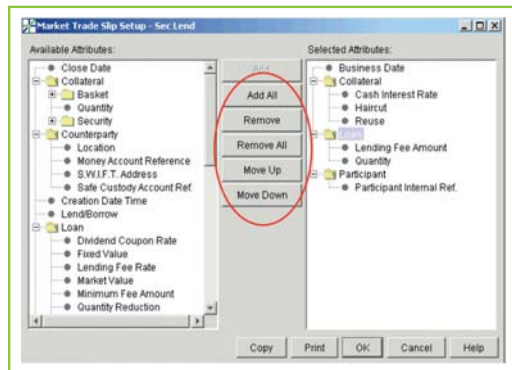 Market Trade Slip Setup - Sec Lend
Available Attributes:
Close Date
Collateral
Basket
Quantity
Security
Counterparty
Location
Money Account Reference
S.W.I.F.T. Address
Safe Custody Account Ref.
Creation Date Time
Lend/Borrow
Loan
Dividend Coupon Rate
Fixed Value
Lending Fee Rate
Market Value
Minimum Fee Amount
Quantity Reduction
Add
Add All
Remove
Remove All
Move Up
Move Down
Selected Attributes:
Business Date
Collateral
Cash Interest Rate
Haircut
Reuse
Loan
Lending Fee Amount
Quantity
Participant
Participant Internal Ref.
Copy
Print
OK
Cancel
Help